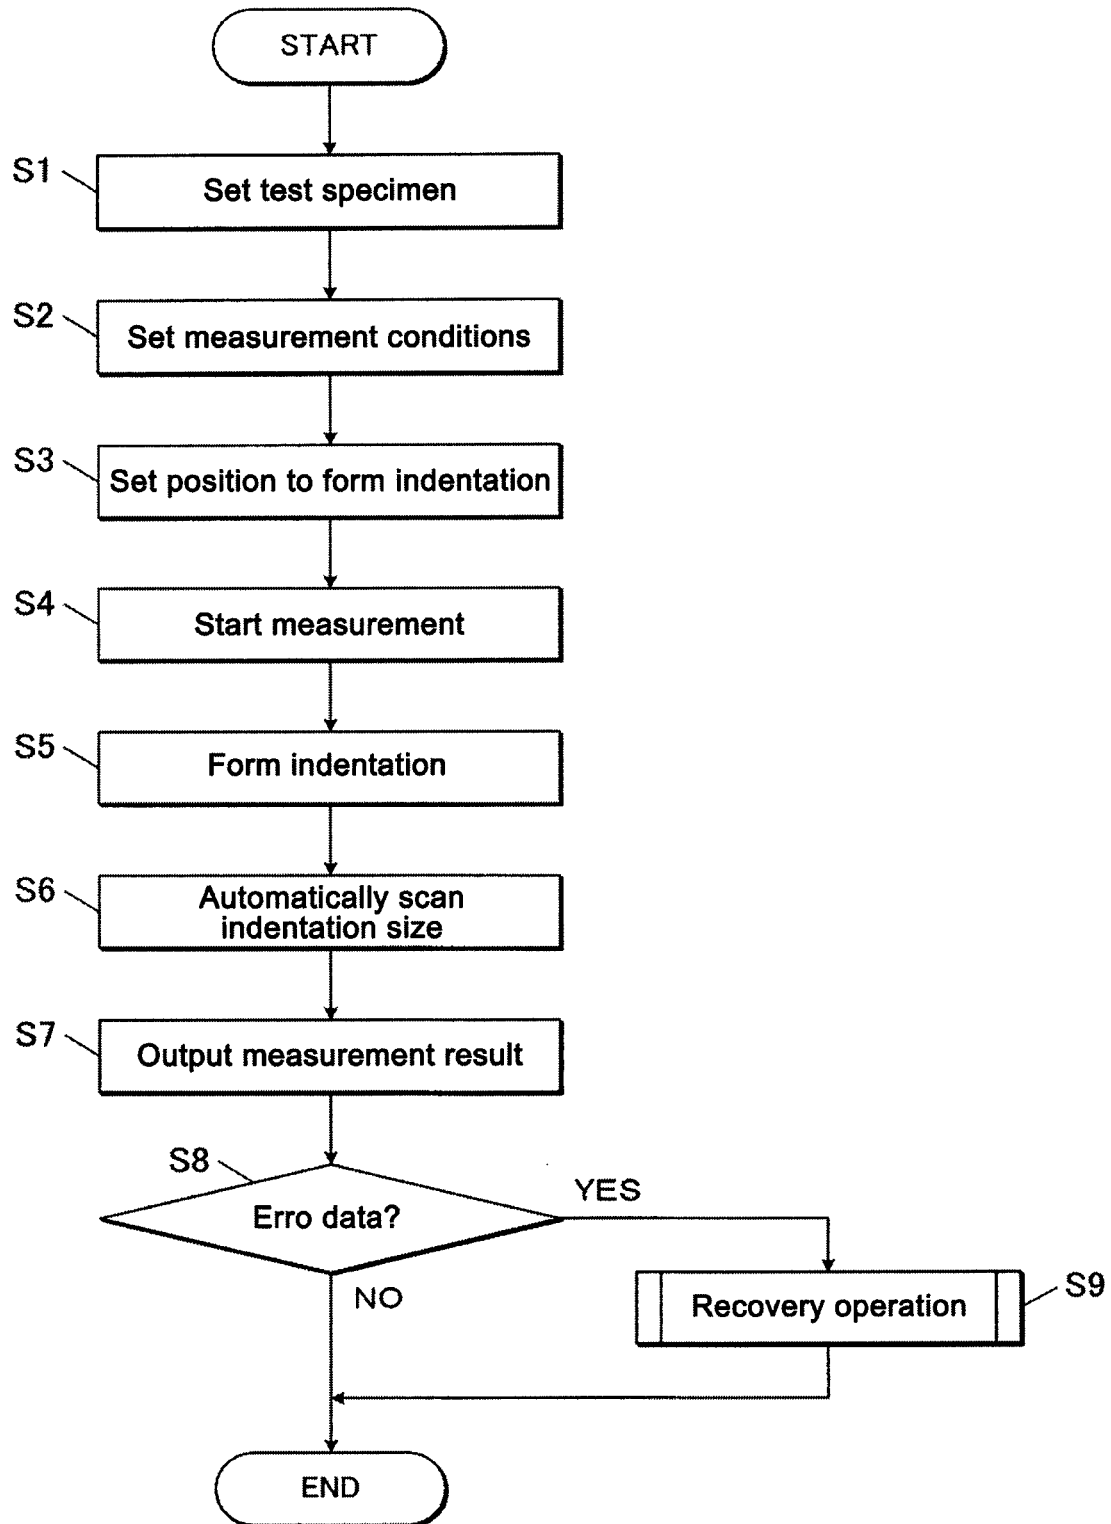 START
S1
Set test specimen
S2
Set measurement conditions
S3
Set position to form indentation
S4
Start measurement
S5
Form indentation
S6
Automatically scan
indentation size
S7
Output measurement result
S8
Erro data?
YES
NO
Recovery operation
S9
END